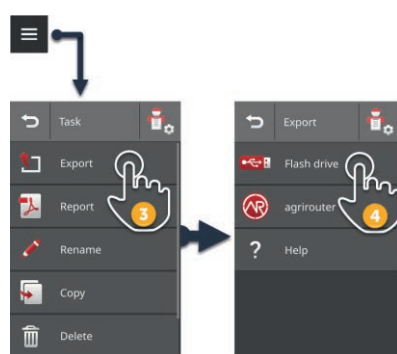 Task
Export
3
Report
Rename
Copy
Delete
Export
Flash drive
4
agrirouter
Help
?